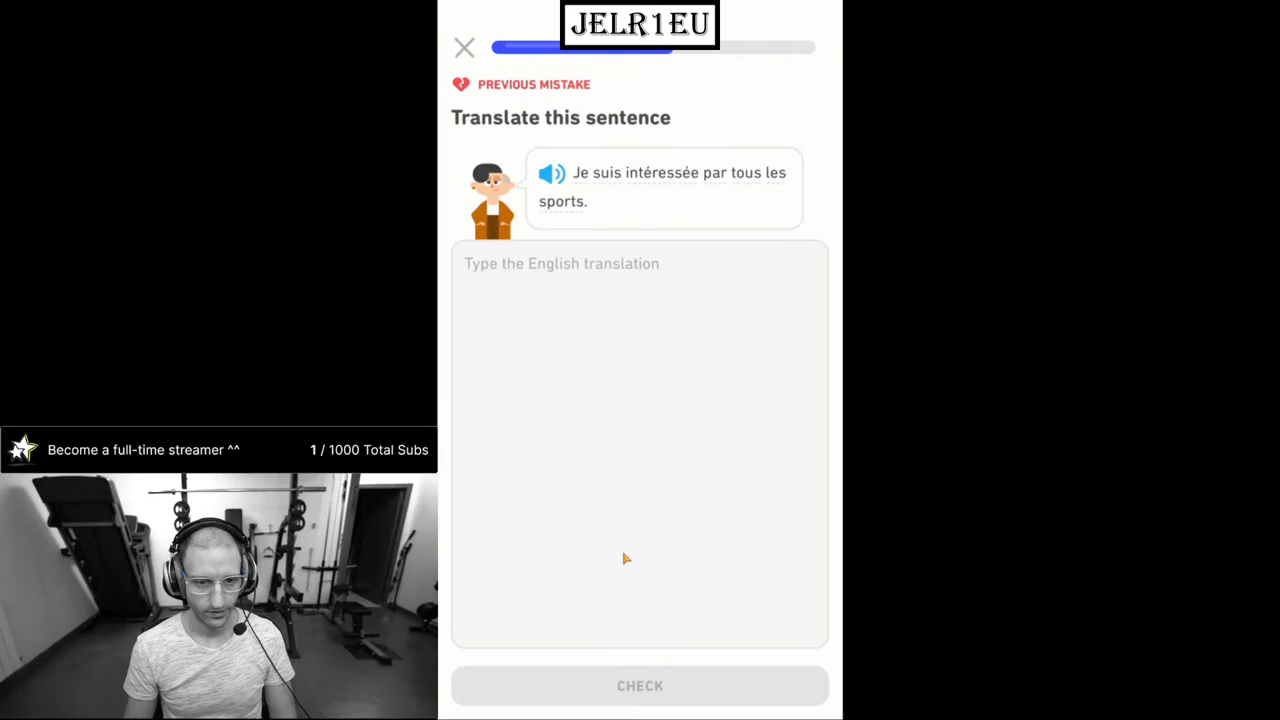 JELR1EU
PREVIOUS MISTAKE
Translate this sentence
Je suis intéressée par tous les
sports.
Type the English translation
Become a full-time streamer ^^ 1 / 1000 Total Subs
CHECK